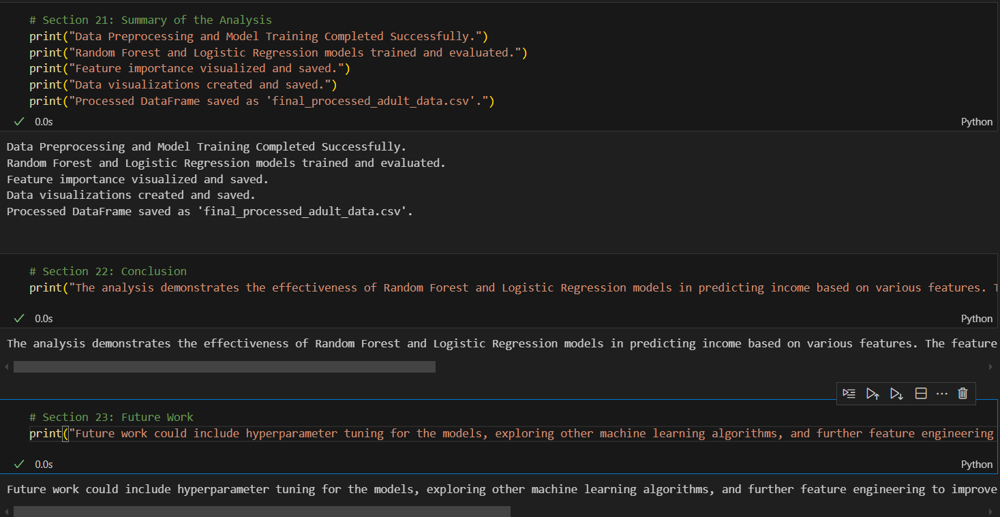 # Section 21: Summary of the Analysis
print("Data Preprocessing and Model Training Completed Successfully.")
print("Random Forest and Logistic Regression models trained and evaluated.")
print("Feature importance visualized and saved.")
print("Data visualizations created and saved.")
print("Processed DataFrame saved as 'final_processed_adult_data.csv'.")
0.0s
Python
Data Preprocessing and Model Training Completed Successfully.
Random Forest and Logistic Regression models trained and evaluated.
Feature importance visualized and saved.
Data visualizations created and saved.
Processed DataFrame saved as 'final_processed_adult_data.csv'.
# Section 22: Conclusion
print("The analysis demonstrates the effectiveness of Random Forest and Logistic Regression models in predicting income based on various features.
0.0s
Python
The analysis demonstrates the effectiveness of Random Forest and Logistic Regression models in predicting income based on various features. The feature
# Section 23: Future Work
print("Future work could include hyperparameter tuning for the models, exploring other machine learning algorithms, and further feature engineering
0.0s
Python
Future work could include hyperparameter tuning for the models, exploring other machine learning algorithms, and further feature engineering to improve